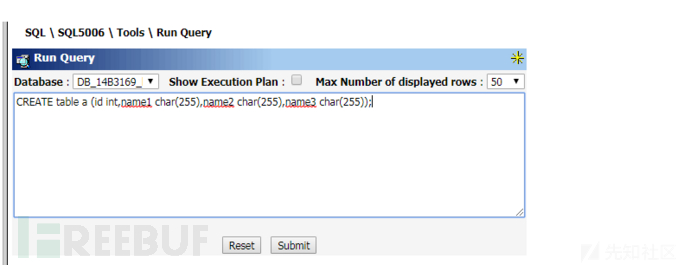 SQL \ SQL5006 \ Tools \ Run Query
Run Query
Database : DB_14B3169_ Show Execution Plan : Max Number of displayed rows : 50
CREATE table a (id int,name1 char(255),name2 char(255),name3 char(255));
REEBUF
Reset Submit
先知社区